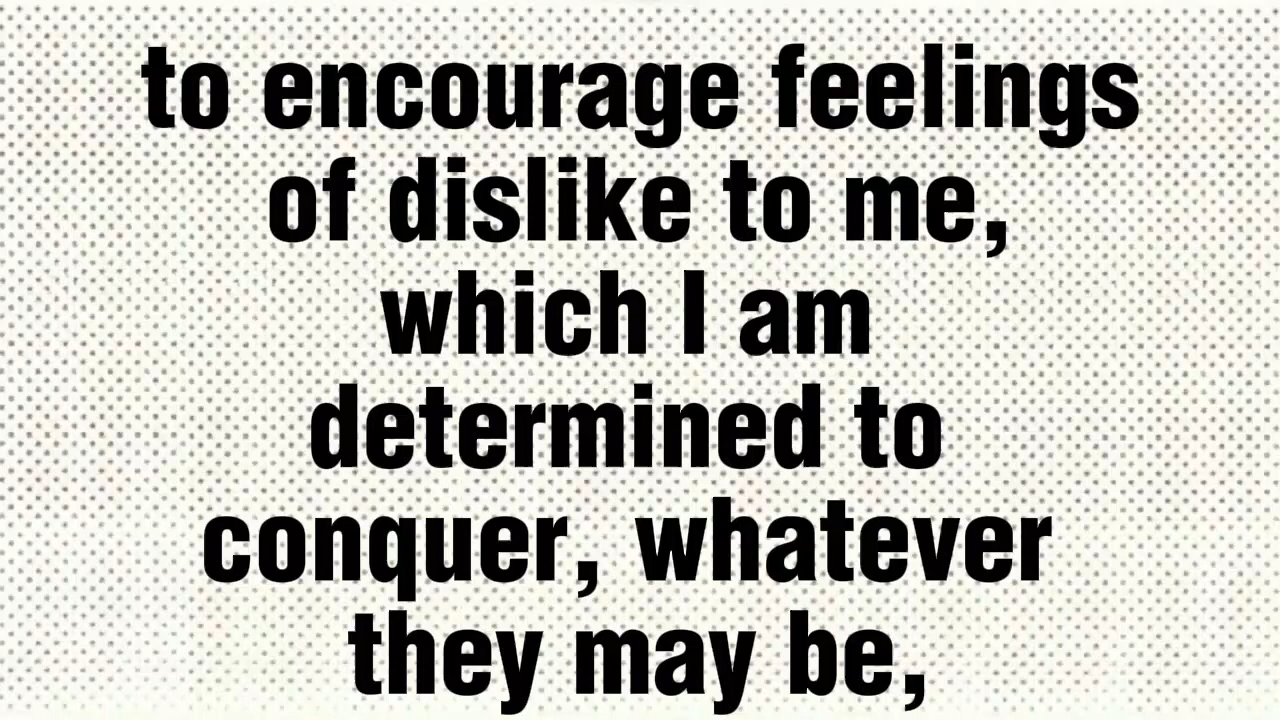 to encourage feelings
of dislike to me,
which I am
determined to
conquer, whatever
they may be,